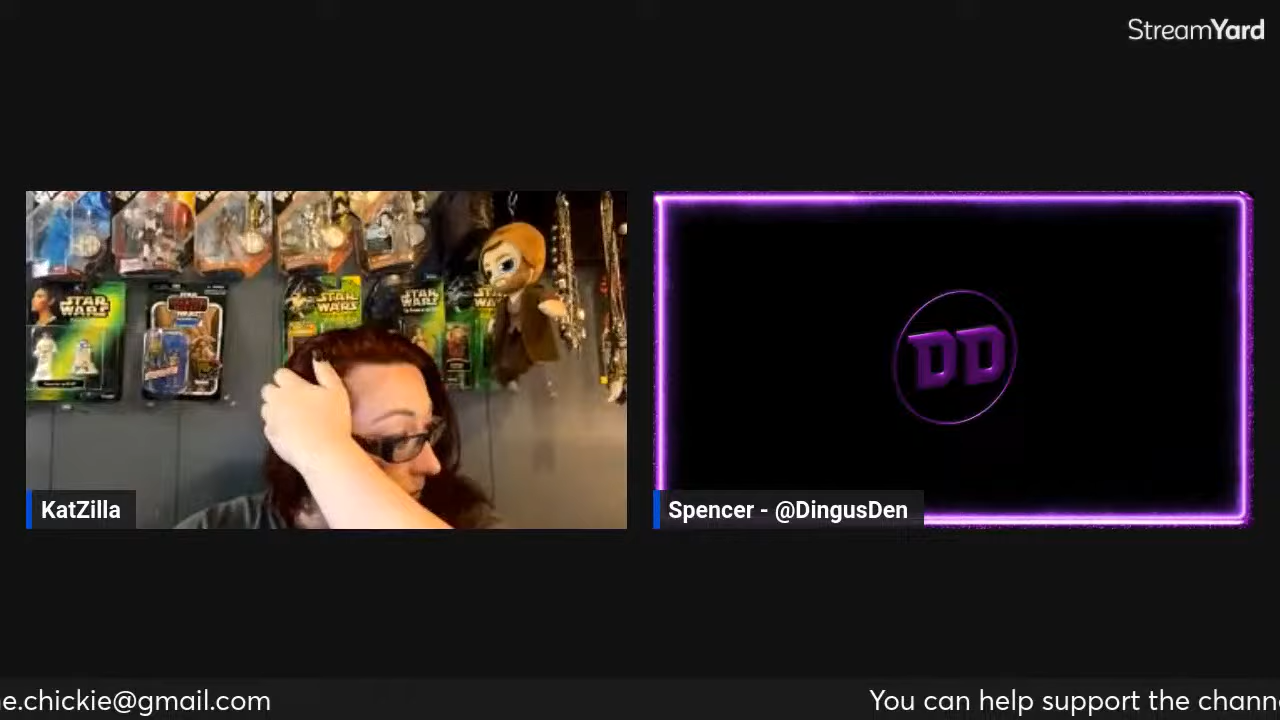 StreamYard
STAR
WARS
STAR
WARS
STAR
WARS
DD
KatZilla
Spencer - @DingusDen
e.chickie@gmail.com
You can help support the chann